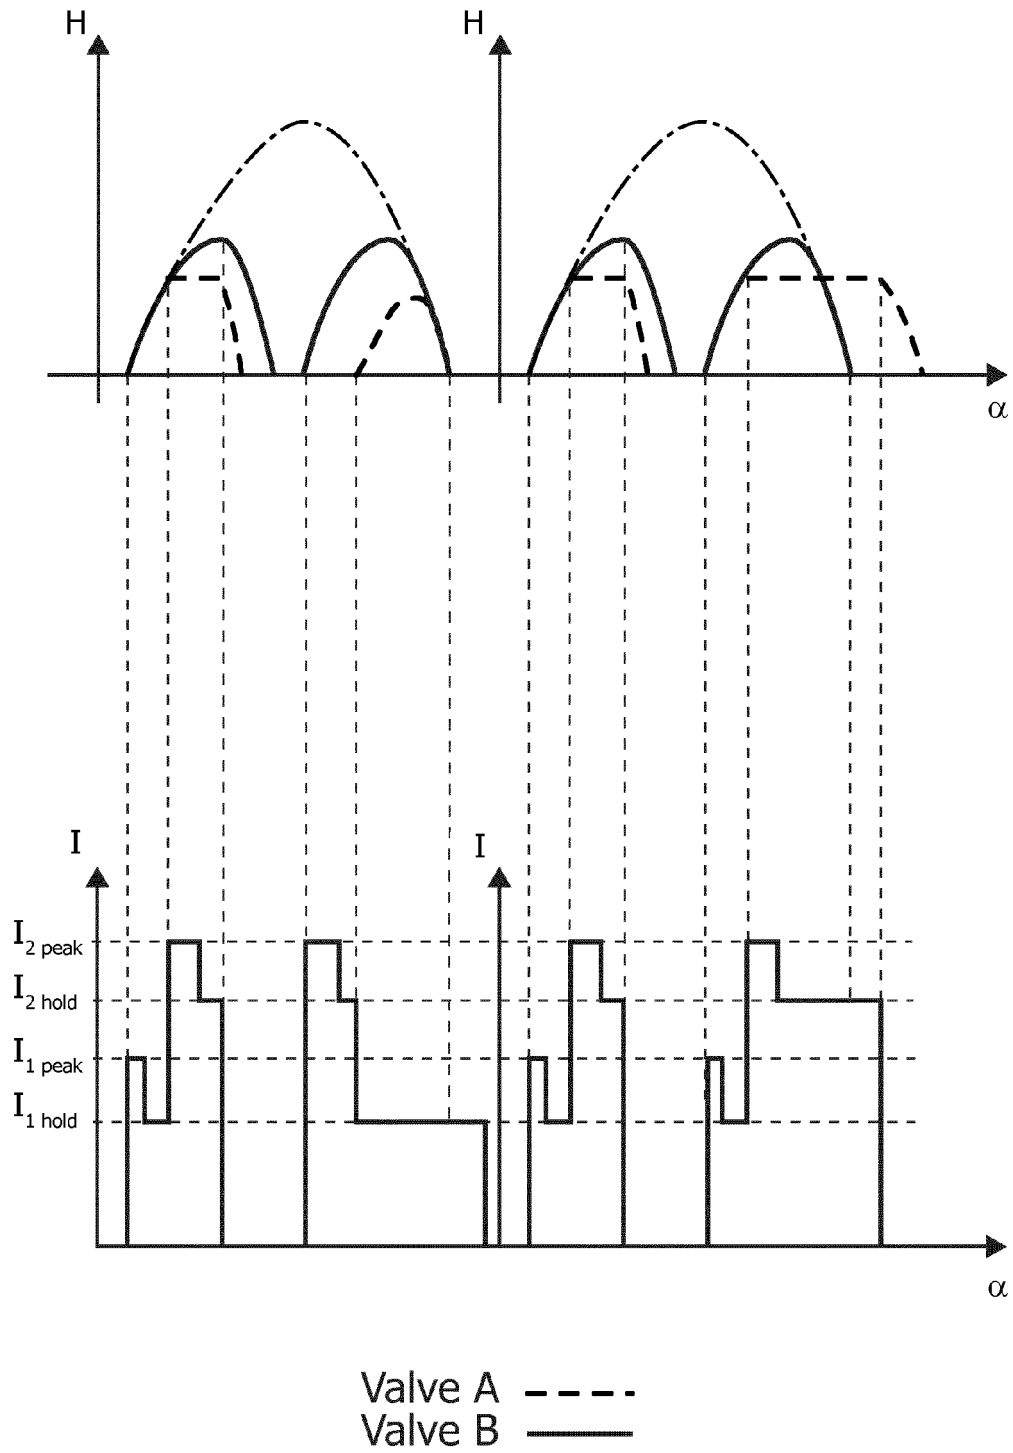 H H
α
I I
I2 peak
I2 hold
I1 peak
I1 hold
α
Valve A
Valve B